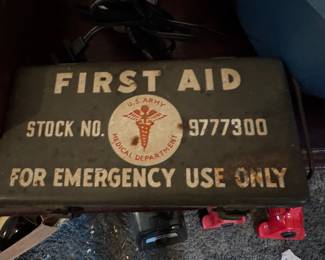 FIRST AID
U.S. ARMY
STOCK NO. 9777300
MEDICAL DEPARTMENT
FOR EMERGENCY USE ONLY